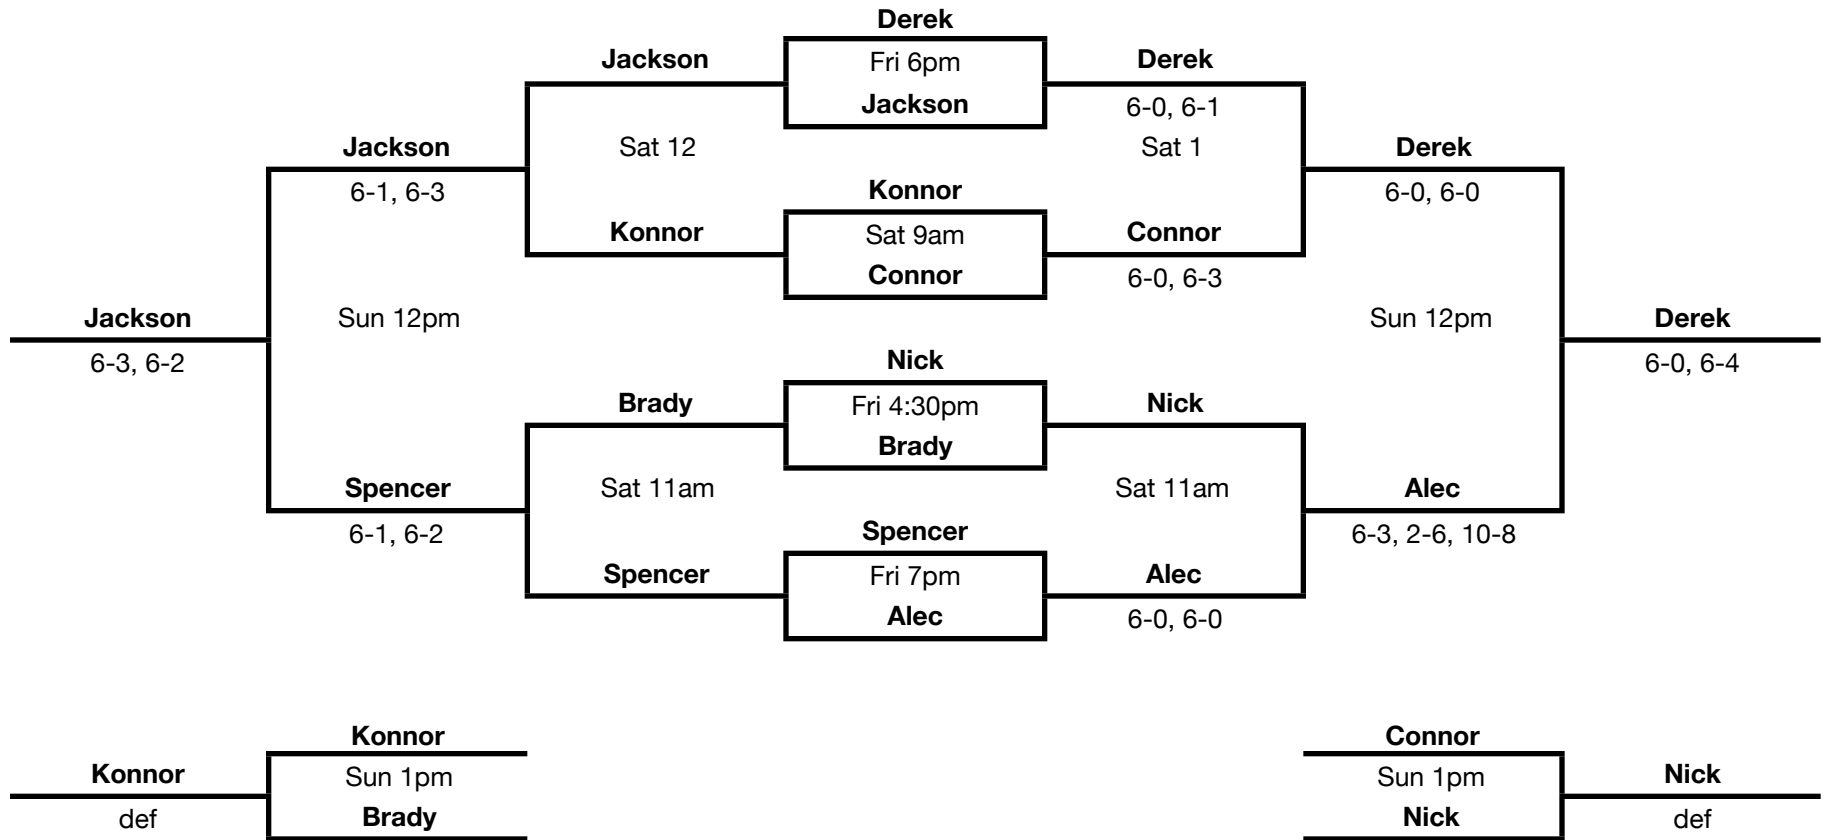 Derek
Jackson Fri 6pm Derek
Jackson 6-0, 6-1
Jackson Sat 12 Sat 1 Derek
6-1, 6-3 Konnor 6-0, 6-0
Konnor Sat 9am Connor
Connor 6-0, 6-3
Jackson Sun 12pm Sun 12pm Derek
6-3, 6-2 Nick 6-0, 6-4
Brady Fri 4:30pm Nick
Brady
Spencer Sat 11am Sat 11am Alec
6-1, 6-2 Spencer 6-3, 2-6, 10-8
Spencer Fri 7pm Alec
Alec 6-0, 6-0
Konnor Connor
Konnor Sun 1pm Sun 1pm Nick
def Brady Nick def